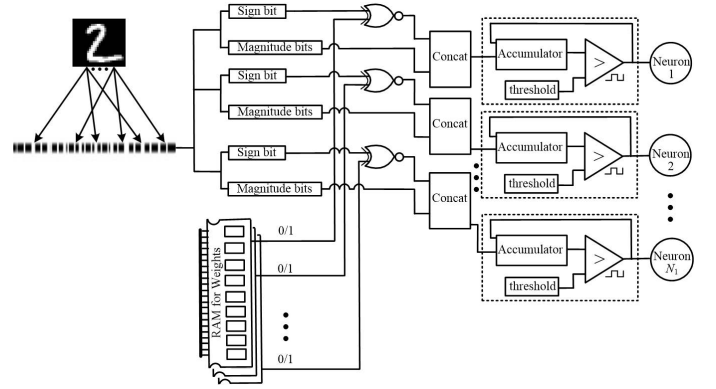 2
Sign bit
Magnitude bits
Concat
Accumulator
>
threshold
Neuron
1
Sign bit
Magnitude bits
Concat
Accumulator
>
threshold
Neuron
2
Sign bit
Magnitude bits
Concat
Accumulator
>
threshold
Neuron
N₁
RAM for Weights
0/1
0/1
0/1